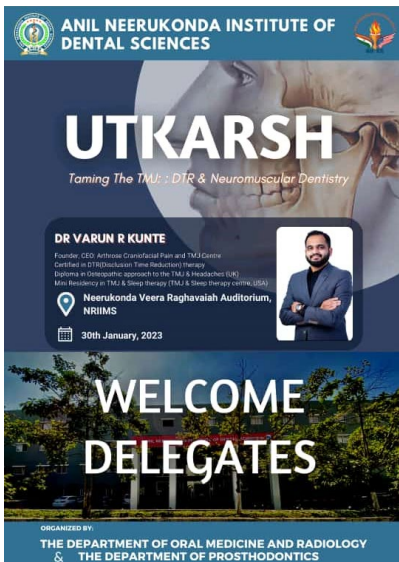 ANIL NEERUKONDA INSTITUTE OF
DENTAL SCIENCES
UTKARSH
Taming The TMJ: : DTR & Neuromuscular Dentistry
DR VARUN R KUNTE
Founder, CEO: Arthrose Craniofacial Pain and TMJ Centre
Certified in DTR(Disclusion Time Reduction) therapy
Diploma in Osteopathic approach to the TMJ & Headaches (UK)
Mini Residency in TMJ & Sleep therapy (TMJ & Sleep therapy centre, USA)
Neerukonda Veera Raghavaiah Auditorium,
NRIIMS
30th January, 2023
WELCOME
DELEGATES
ORGANIZED BY:
THE DEPARTMENT OF ORAL MEDICINE AND RADIOLOGY
& THE DEPARTMENT OF PROSTHODONTICS